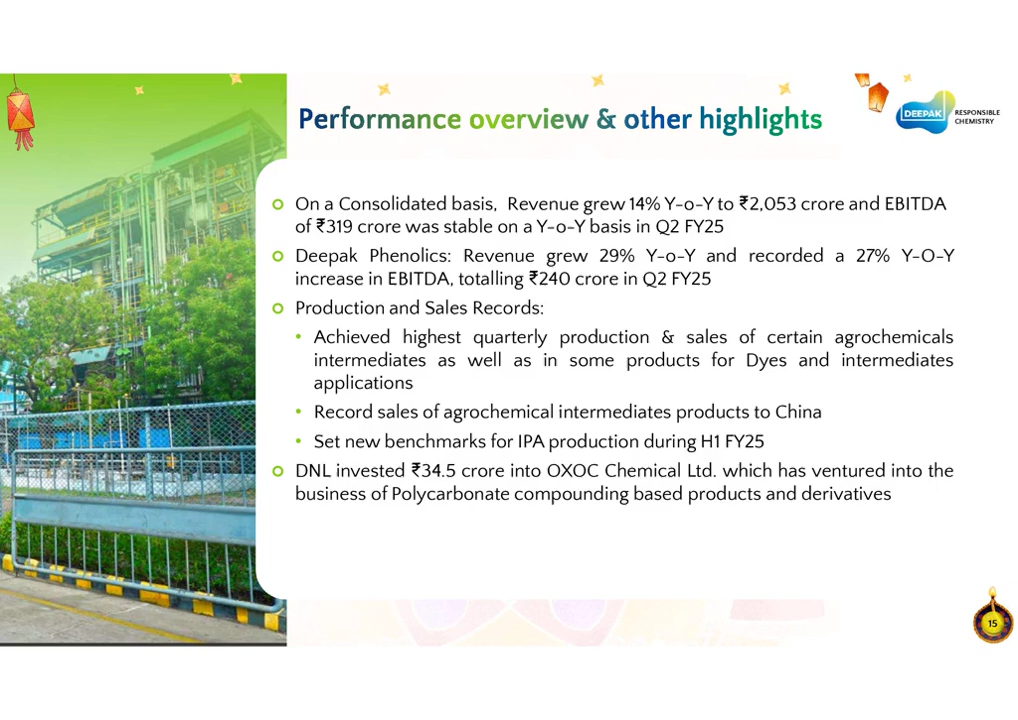 Performance overview & other highlights
DEEPAK
RESPONSIBLE
CHEMISTRY
On a Consolidated basis, Revenue grew 14% Y-o-Y to ₹2,053 crore and EBITDA
of ₹319 crore was stable on a Y-o-Y basis in Q2 FY25
Deepak Phenolics: Revenue grew 29% Y-o-Y and recorded a 27% Y-O-Y
increase in EBITDA, totalling ₹240 crore in Q2 FY25
Production and Sales Records:
• Achieved highest quarterly production & sales of certain agrochemicals
intermediates as well as in some products for Dyes and intermediates
applications
• Record sales of agrochemical intermediates products to China
• Set new benchmarks for IPA production during H1 FY25
DNL invested ₹34.5 crore into OXOC Chemical Ltd. which has ventured into the
business of Polycarbonate compounding based products and derivatives
15